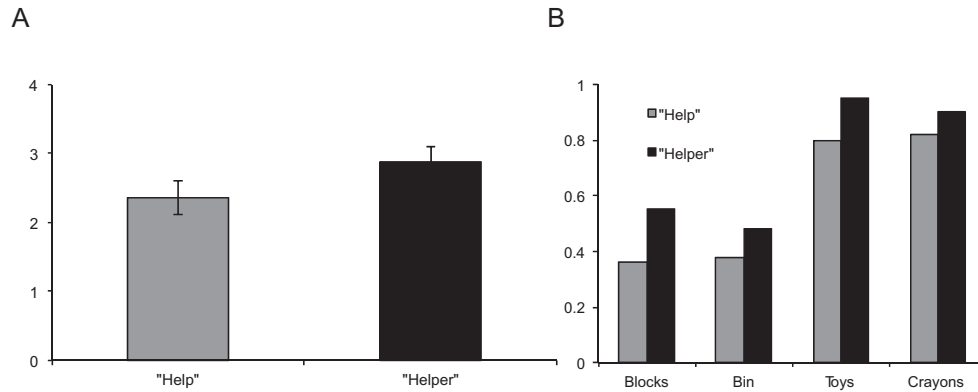 A
B
4
3
2
1
0
"Help"
"Helper"
1
0.8
0.6
0.4
0.2
0
"Help"
"Helper"
Blocks
Bin
Toys
Crayons